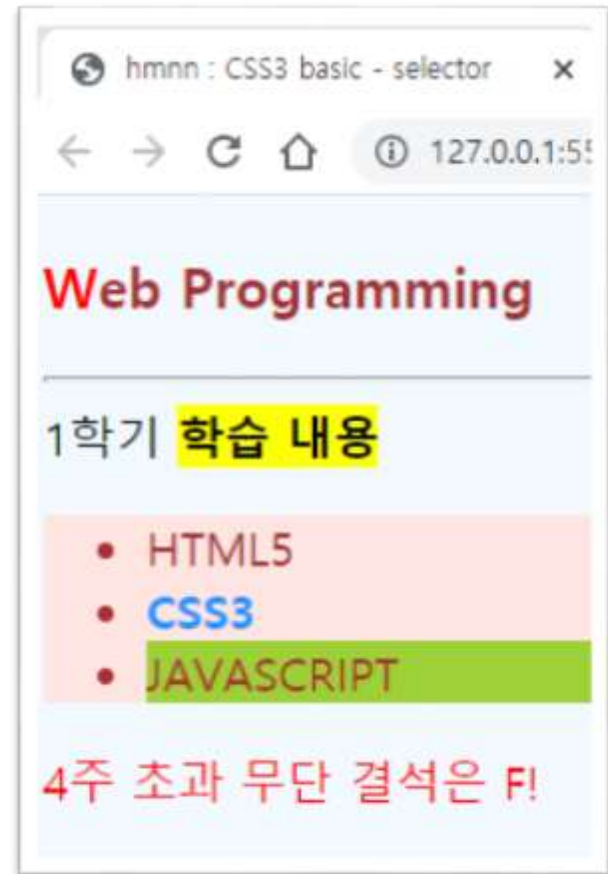 hmnn : CSS3 basic - selector
127.0.0.1:55
Web Programming
1학기 학습 내용
HTML5
CSS3
JAVASCRIPT
4주 초과 무단 결석은 F!